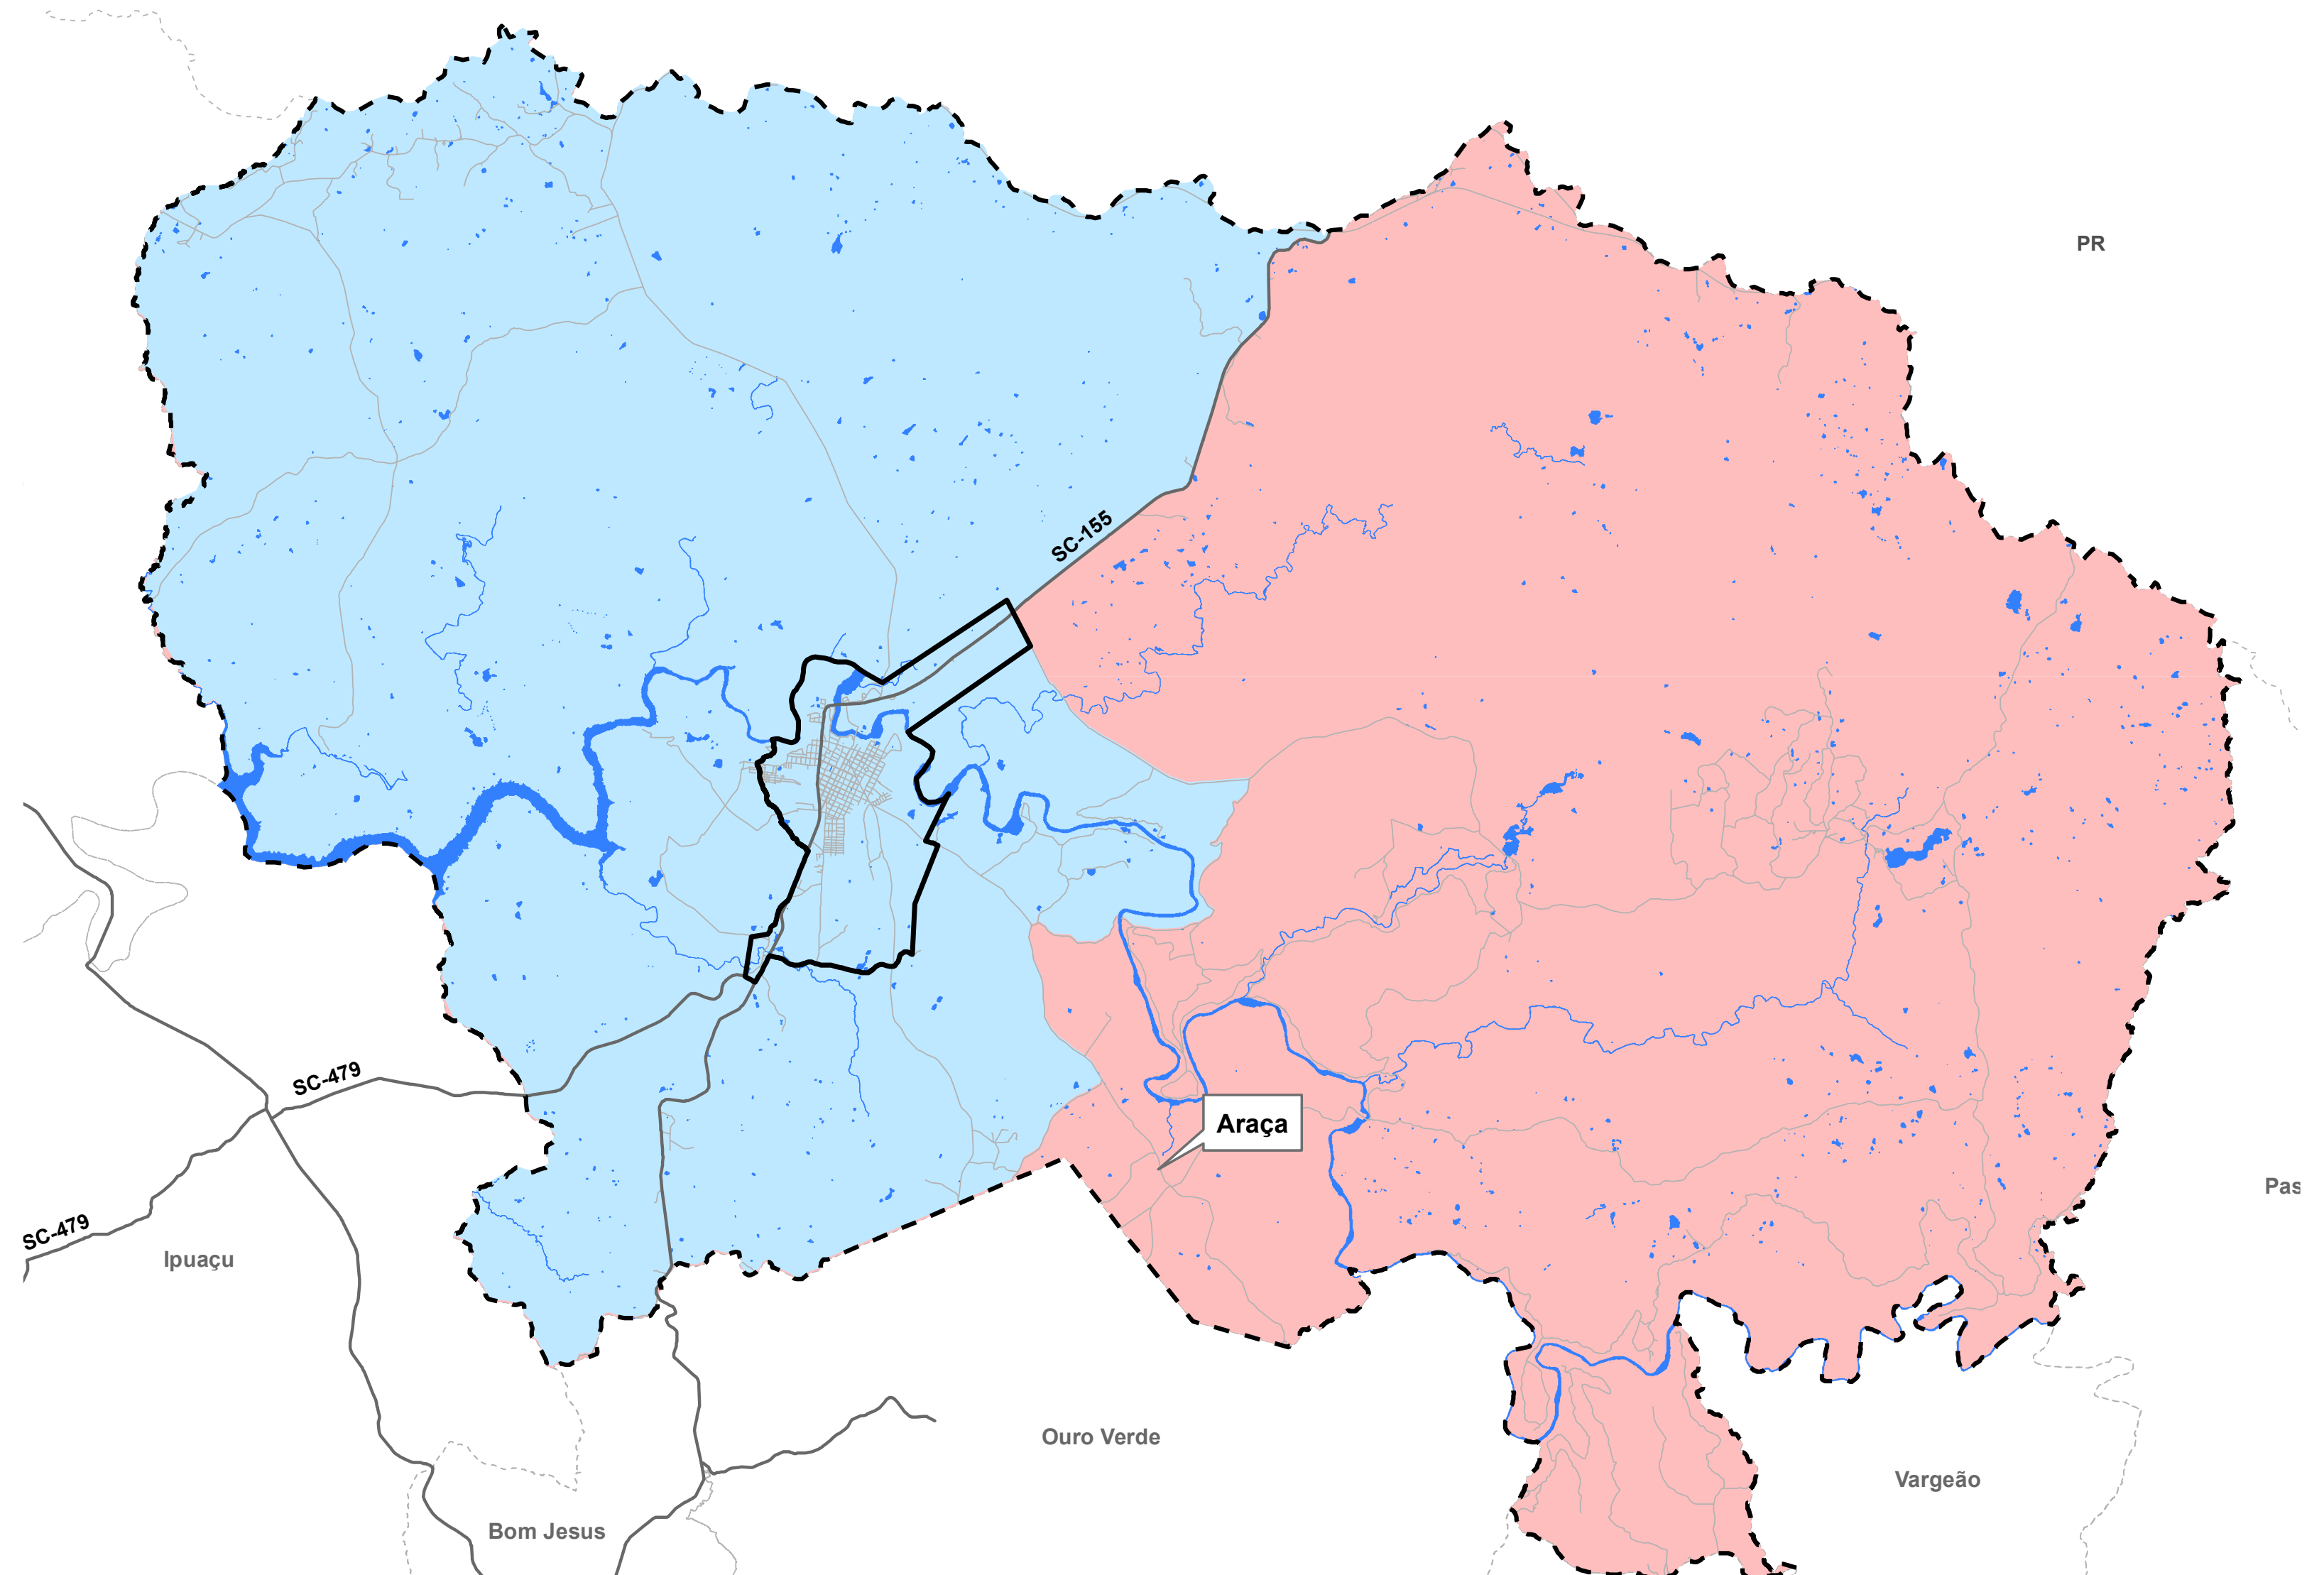 PR
SC-155
SC-479
Araça
Pas
SC-479
Ipuaçu
Ouro Verde
Vargeão
Bom Jesus